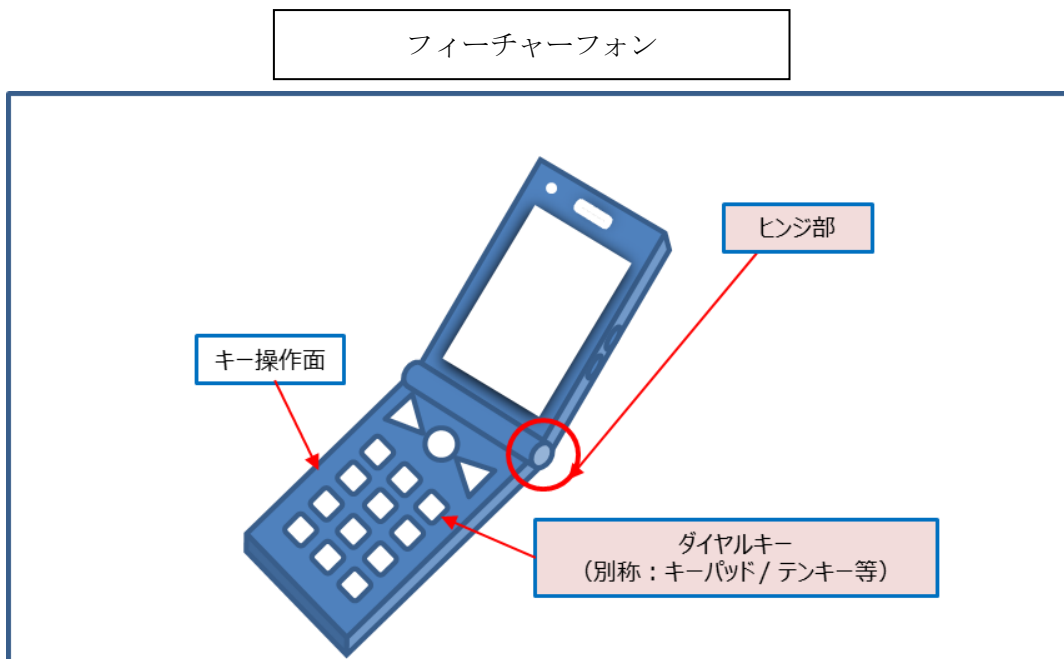 フィーチャーフォン
ヒンジ部
キー操作面
ダイヤルキー
（別称：キーパッド / テンキー等）